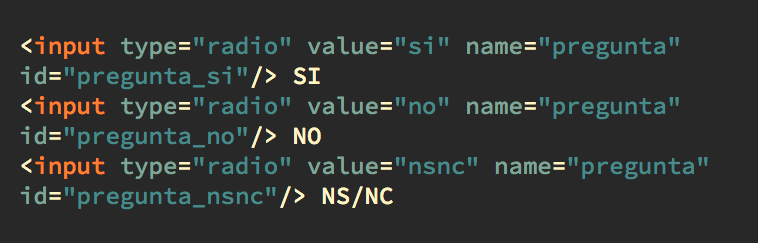 <input type="radio" value="si" name="pregunta"
id="pregunta_si"/> SI
<input type="radio" value="no" name="pregunta"
id="pregunta_no"/> NO
<input type="radio" value="nsnc" name="pregunta"
id="pregunta_nsnc"/> NS/NC